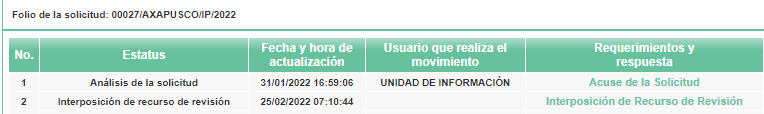 Folio de la solicitud: 00027/AXAPUSCO/IP/2022
No. Estatus Fecha y hora de actualización Usuario que realiza el movimiento Requerimientos y respuesta
1 Análisis de la solicitud 31/01/2022 16:59:06 UNIDAD DE INFORMACIÓN Acuse de la Solicitud
2 Interposición de recurso de revisión 25/02/2022 07:10:44 Interposición de Recurso de Revisión